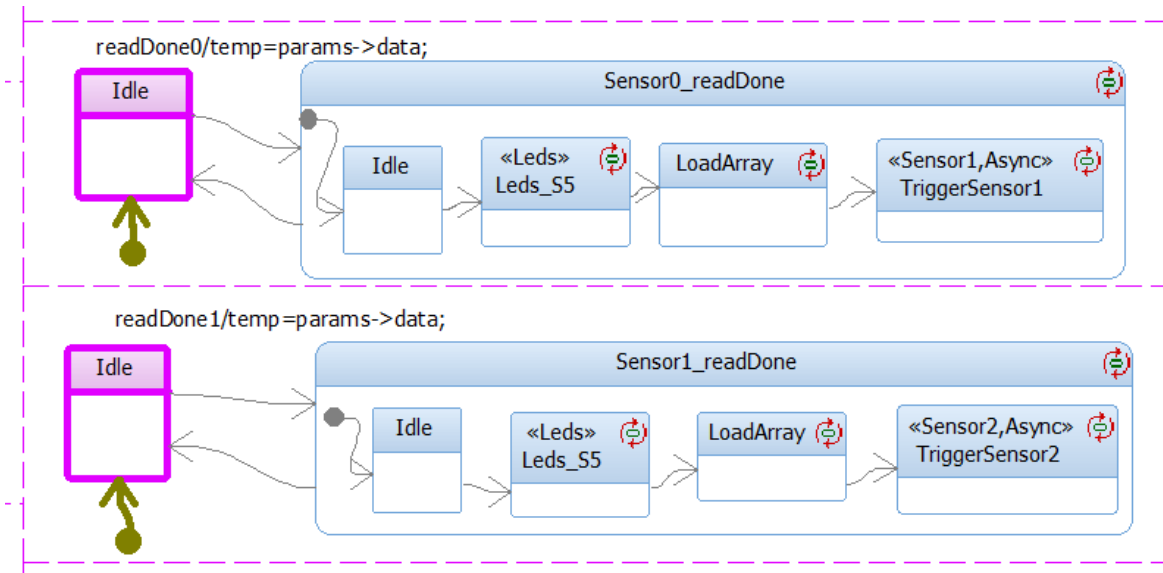 readDone0/temp=params->data;
Idle
Sensor0_readDone
Idle
«Leds»
Leds_S5
LoadArray
«Sensor1,Async»
TriggerSensor1
readDone1/temp=params->data;
Idle
Sensor1_readDone
Idle
«Leds»
Leds_S5
LoadArray
«Sensor2,Async»
TriggerSensor2